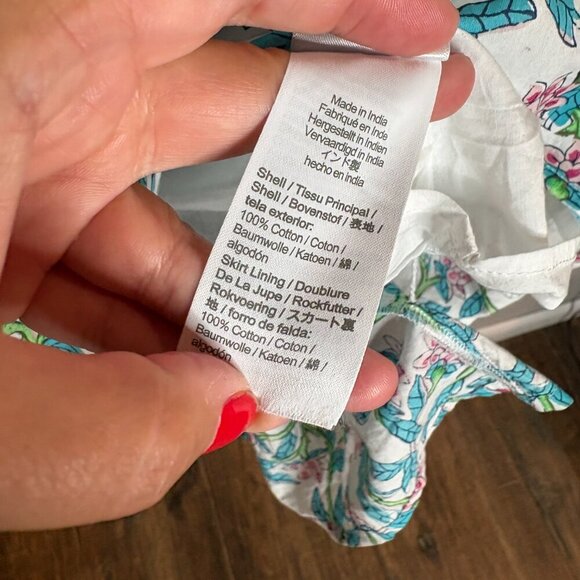 Made in India
Fabriqué en Inde
Hergestellt in Indien
Vervaardigd in India
インド製
hecho en India
Shell / Tissu Principal /
Shell / Bovenstof / 表地 /
tela exterior:
100% Cotton / Coton /
Baumwolle / Katoen / 綿 /
algodón
Skirt Lining / Doublure
De La Jupe / Rockfutter /
Rokvoering / スカート裏
地 / forro de falda:
100% Cotton / Coton /
Baumwolle / Katoen / 綿 /
algodón